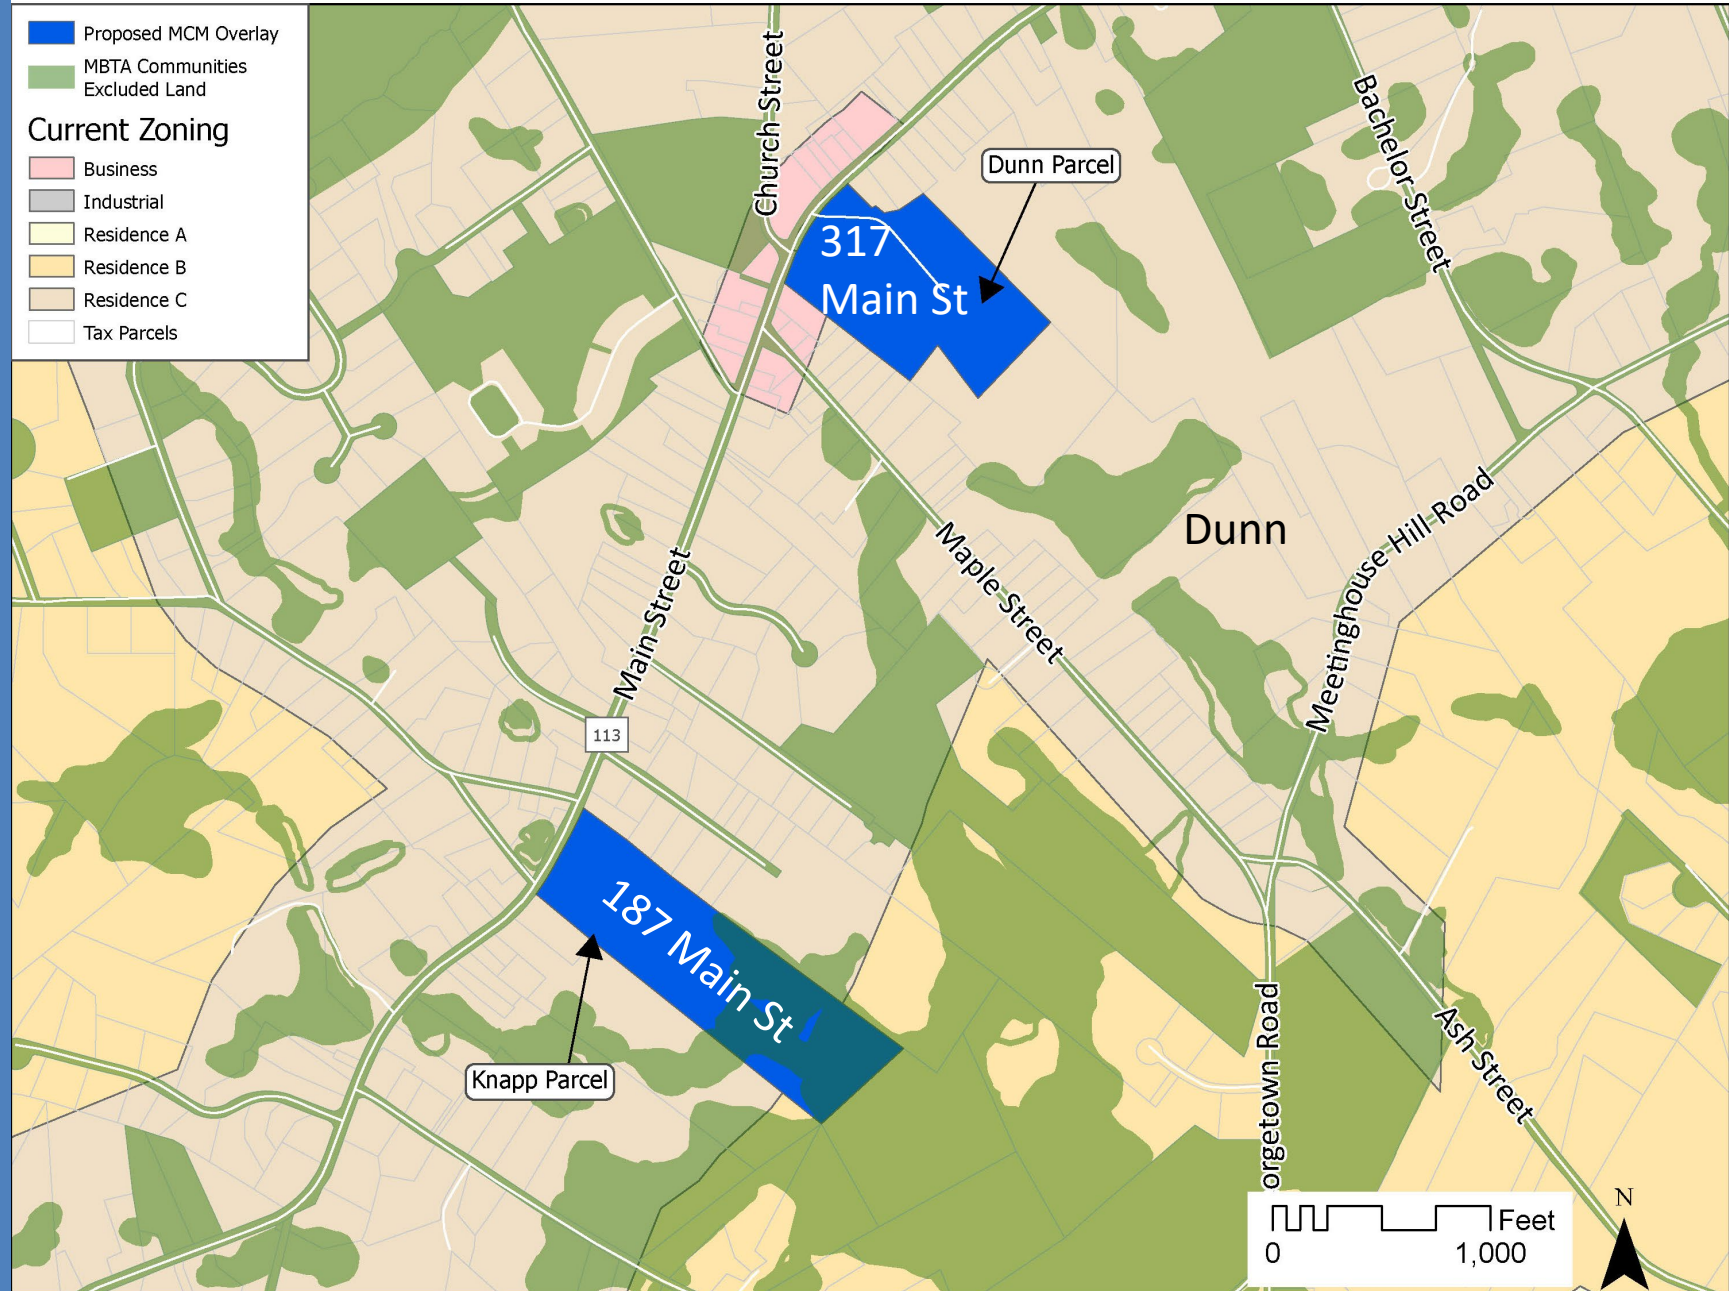 Proposed MCM Overlay
MBTA Communities
Excluded Land
Current Zoning
Business
Industrial
Residence A
Residence B
Residence C
Tax Parcels
Church Street
Bachelor Street
Dunn Parcel
317
Main St
Dunn
Meetinghouse Hill Road
Maple Street
Main Street
113
187 Main St
Knapp Parcel
orgetown Road
Ash Street
Feet
0 1,000
N